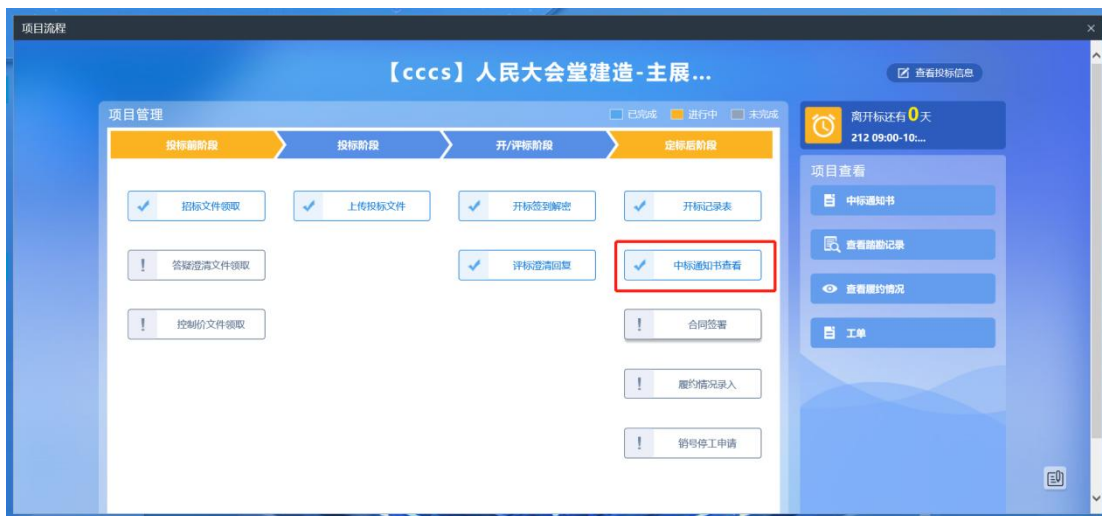 项目流程
【cccs】人民大会堂建造-主展...
查看投标信息
项目管理
已完成 进行中 未完成
离开标还有0天
212 09:00-10:...
投标前阶段 投标阶段 开/评标阶段 定标后阶段
项目查看
招标文件领取 上传投标文件 开标签到解密 开标记录表
中标通知书
查看踏勘记录
答疑澄清文件领取 评标澄清回复 中标通知书查看
查看履约情况
控制价文件领取 合同签署
工单
履约情况录入
销号停工申请